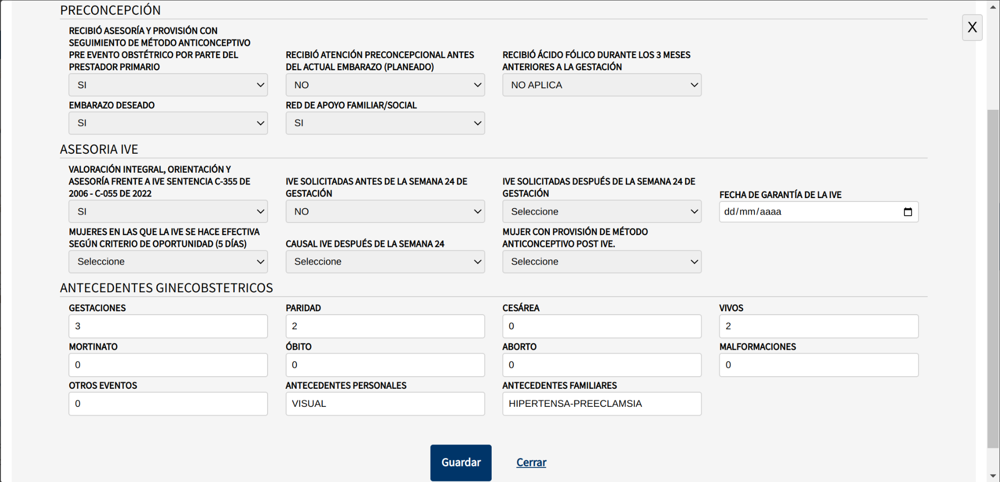 PRECONCEPCIÓN
X
RECIBIÓ ASESORÍA Y PROVISIÓN CON
SEGUIMIENTO DE MÉTODO ANTICONCEPTIVO
PRE EVENTO OBSTÉTRICO POR PARTE DEL
PRESTADOR PRIMARIO
SI
RECIBIÓ ATENCIÓN PRECONCEPCIONAL ANTES
DEL ACTUAL EMBARAZO (PLANEADO)
NO
RECIBIÓ ÁCIDO FÓLICO DURANTE LOS 3 MESES
ANTERIORES A LA GESTACIÓN
NO APLICA
EMBARAZO DESEADO
SI
RED DE APOYO FAMILIAR/SOCIAL
SI
ASESORIA IVE
VALORACIÓN INTEGRAL, ORIENTACIÓN Y
ASESORÍA FRENTE A IVE SENTENCIA C-355 DE
2006 - C-055 DE 2022
SI
IVE SOLICITADAS ANTES DE LA SEMANA 24 DE
GESTACIÓN
NO
IVE SOLICITADAS DESPUÉS DE LA SEMANA 24 DE
GESTACIÓN
Seleccione
FECHA DE GARANTÍA DE LA IVE
dd/mm/aaaa
MUJERES EN LAS QUE LA IVE SE HACE EFECTIVA
SEGÚN CRITERIO DE OPORTUNIDAD (5 DÍAS)
Seleccione
CAUSAL IVE DESPUÉS DE LA SEMANA 24
Seleccione
MUJER CON PROVISIÓN DE MÉTODO
ANTICONCEPTIVO POST IVE.
Seleccione
ANTECEDENTES GINECOBSTETRICOS
GESTACIONES
3
PARIDAD
2
CESÁREA
0
VIVOS
2
MORTINATO
0
ÓBITO
0
ABORTO
0
MALFORMACIONES
0
OTROS EVENTOS
0
ANTECEDENTES PERSONALES
VISUAL
ANTECEDENTES FAMILIARES
HIPERTENSA-PREECLAMSIA
Guardar
Cerrar